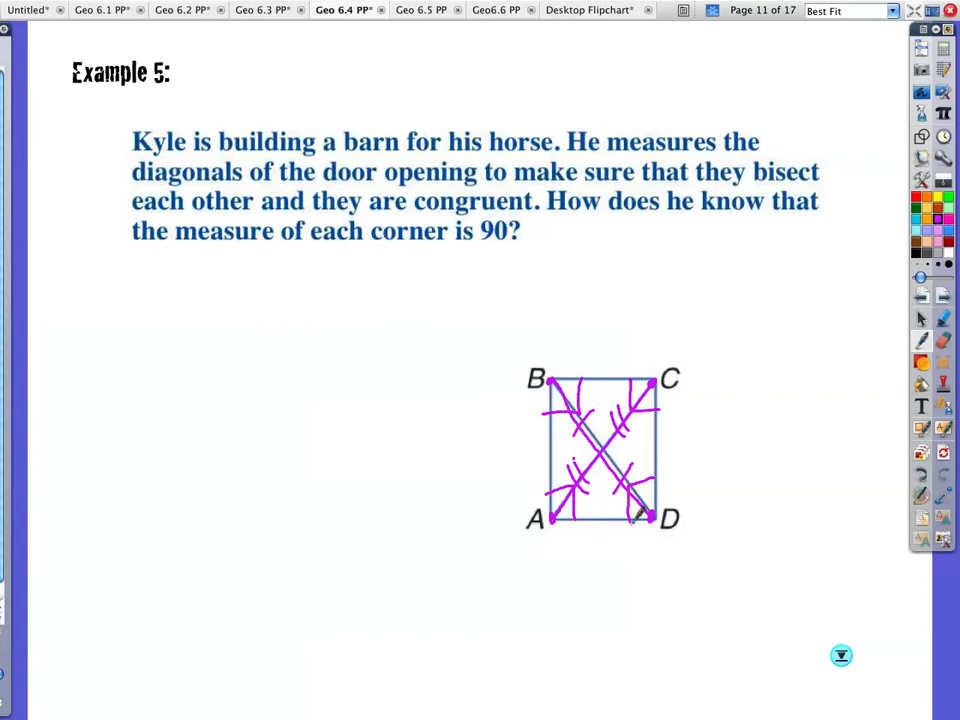 Untitled* Geo 6.1 PP* Geo 6.2 PP* Geo 6.3 PP* Geo 6.4 PP* Geo 6.5 PP Geo6.6 PP Desktop Flipchart* Page 11 of 17 Best Fit
Example 5:
Kyle is building a barn for his horse. He measures the
diagonals of the door opening to make sure that they bisect
each other and they are congruent. How does he know that
the measure of each corner is 90?
B C
A D